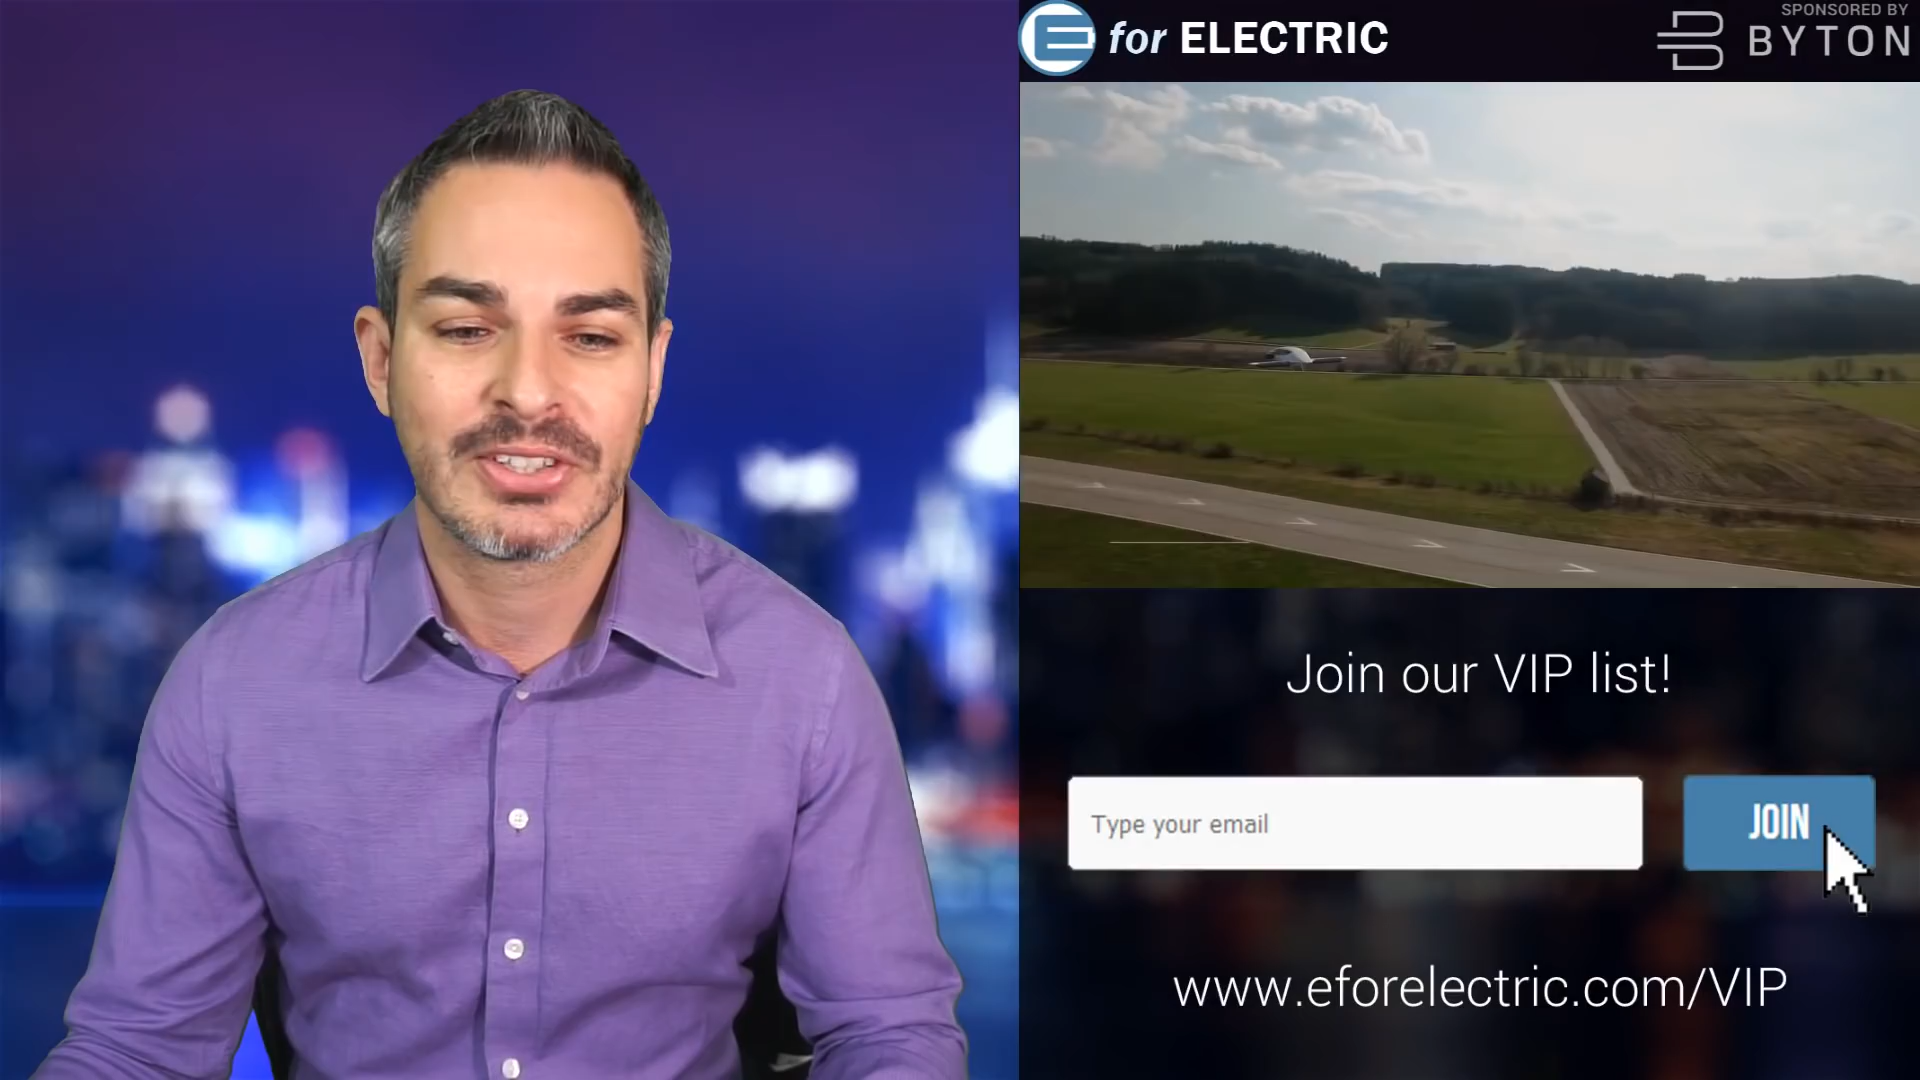 E for ELECTRIC
SPONSORED BY
BYTON
Join our VIP list!
Type your email
JOIN
www.eforelectric.com/VIP